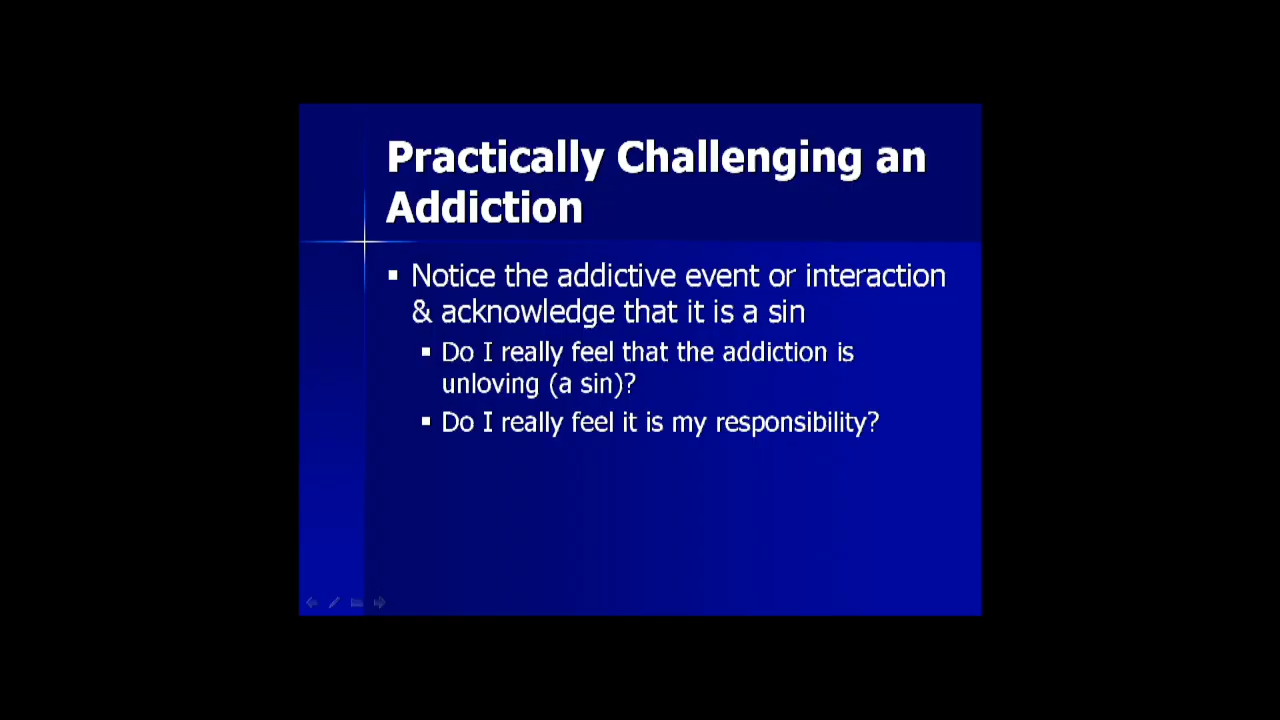 Practically Challenging an
Addiction
▪ Notice the addictive event or interaction
& acknowledge that it is a sin
▪ Do I really feel that the addiction is
unloving (a sin)?
▪ Do I really feel it is my responsibility?